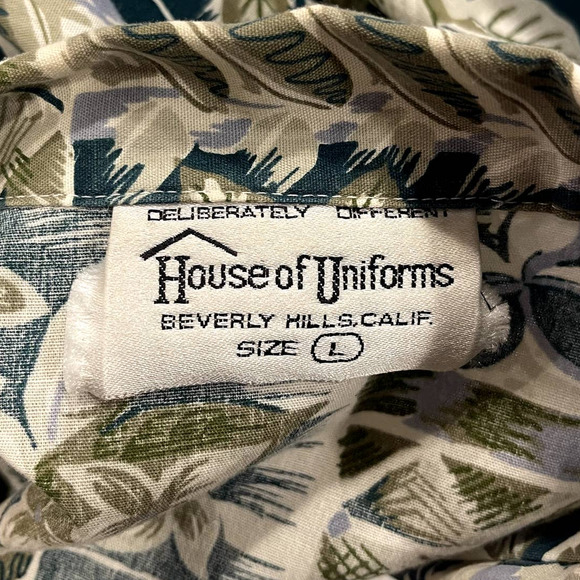 DELIBERATELY DIFFERENT
House of Uniforms
BEVERLY HILLS, CALIF.
SIZE L